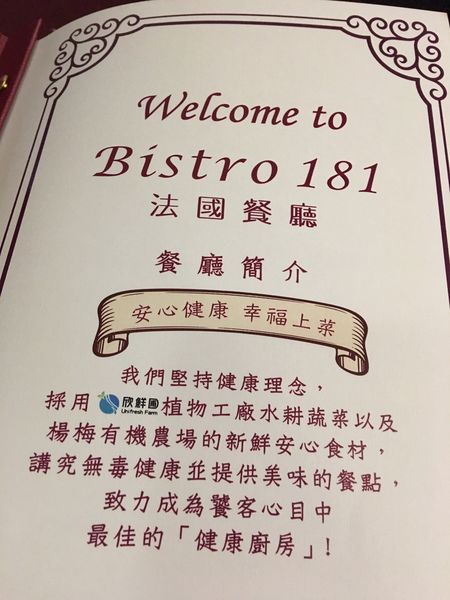 Welcome to
Bistro 181
法國餐廳
餐廳簡介
安心健康 幸福上菜
我們堅持健康理念，
採用 欣鮮圃 Unifresh Farm 植物工廠水耕蔬菜以及
楊梅有機農場的新鮮安心食材，
講究無毒健康並提供美味的餐點，
致力成為饕客心目中
最佳的「健康廚房」!